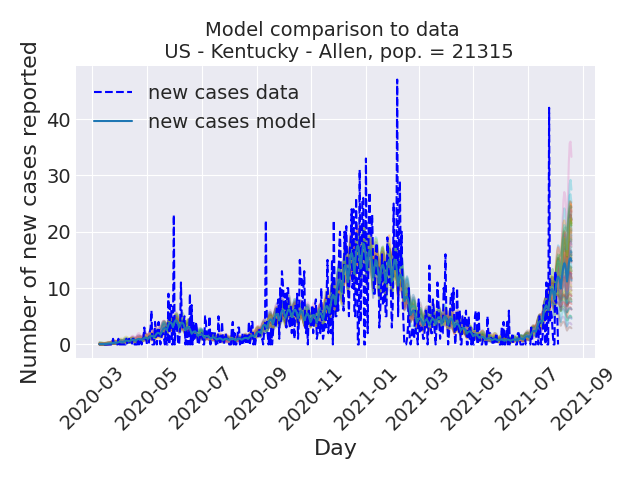 Model comparison to data
US - Kentucky - Allen, pop. = 21315
Number of new cases reported
new cases data
new cases model
40
30
20
10
0
2020-03
2020-05
2020-07
2020-09
2020-11
2021-01
2021-03
2021-05
2021-07
2021-09
Day